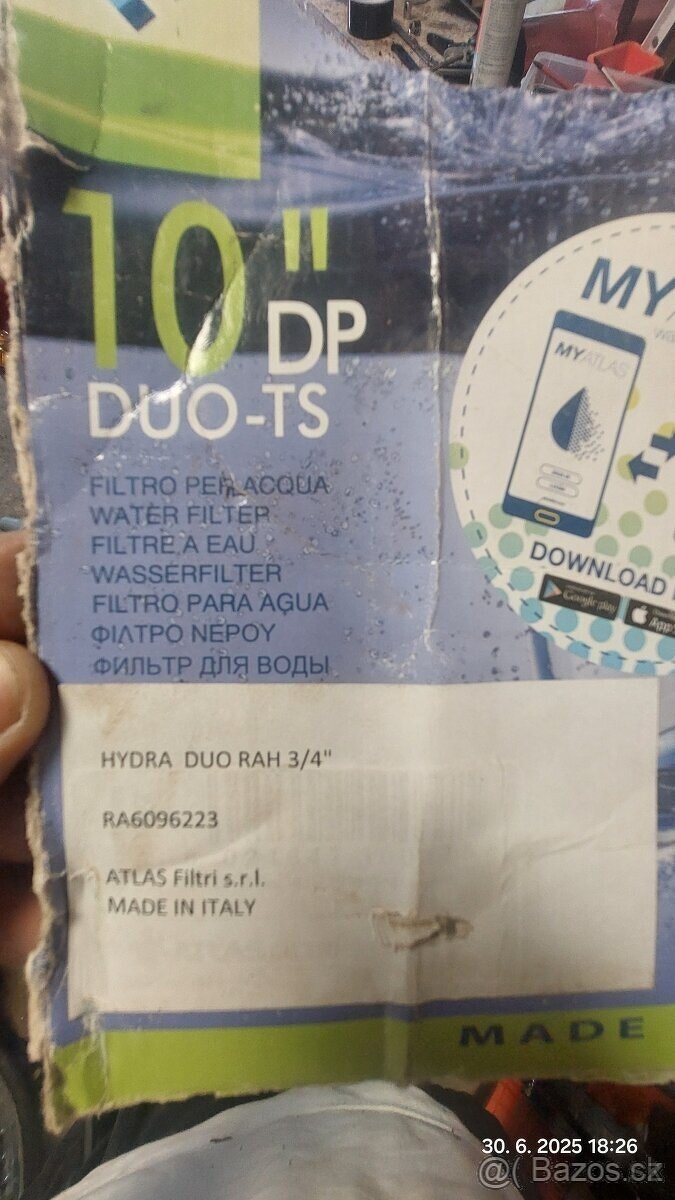 10" DP
DUO-TS
FILTRO PER ACQUA
WATER FILTER
FILTRE A EAU
WASSERFILTER
FILTRO PARA AGUA
ΦΙΛΤΡΟ ΝΕΡΟΥ
ФИЛЬТР ДЛЯ ВОДЫ
MY
MYATLAS
DOWNLOAD
Google play
HYDRA DUO RAH 3/4"
RA6096223
ATLAS Filtri s.r.l.
MADE IN ITALY
MADE
30. 6. 2025 18:26
@( Bazos.sk